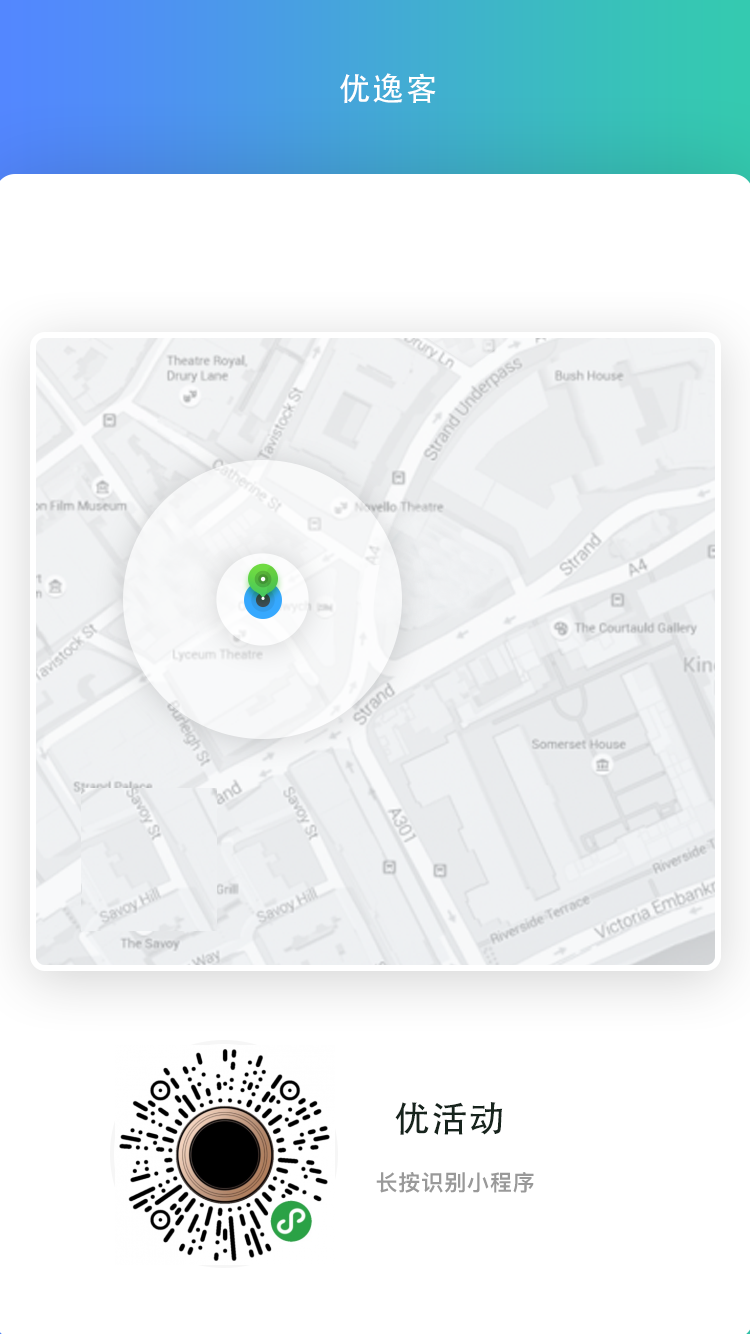 优逸客
Drury Ln
Theatre Royal,
Drury Lane
Bush House
Strand Underpass
Tavistock St
Catherine St
on Film Museum
Novello Theatre
A4
Strand
A4
The Courtauld Gallery
Tavistock St
Lyceum Theatre
King
Strand
Burleigh St
Somerset House
Strand Palace
and
Savoy St
Savoy St
A301
Riverside T
Grill
Savoy Hill
Savoy Hill
Riverside Terrace
Victoria Embankm
The Savoy
Way
优活动
长按识别小程序